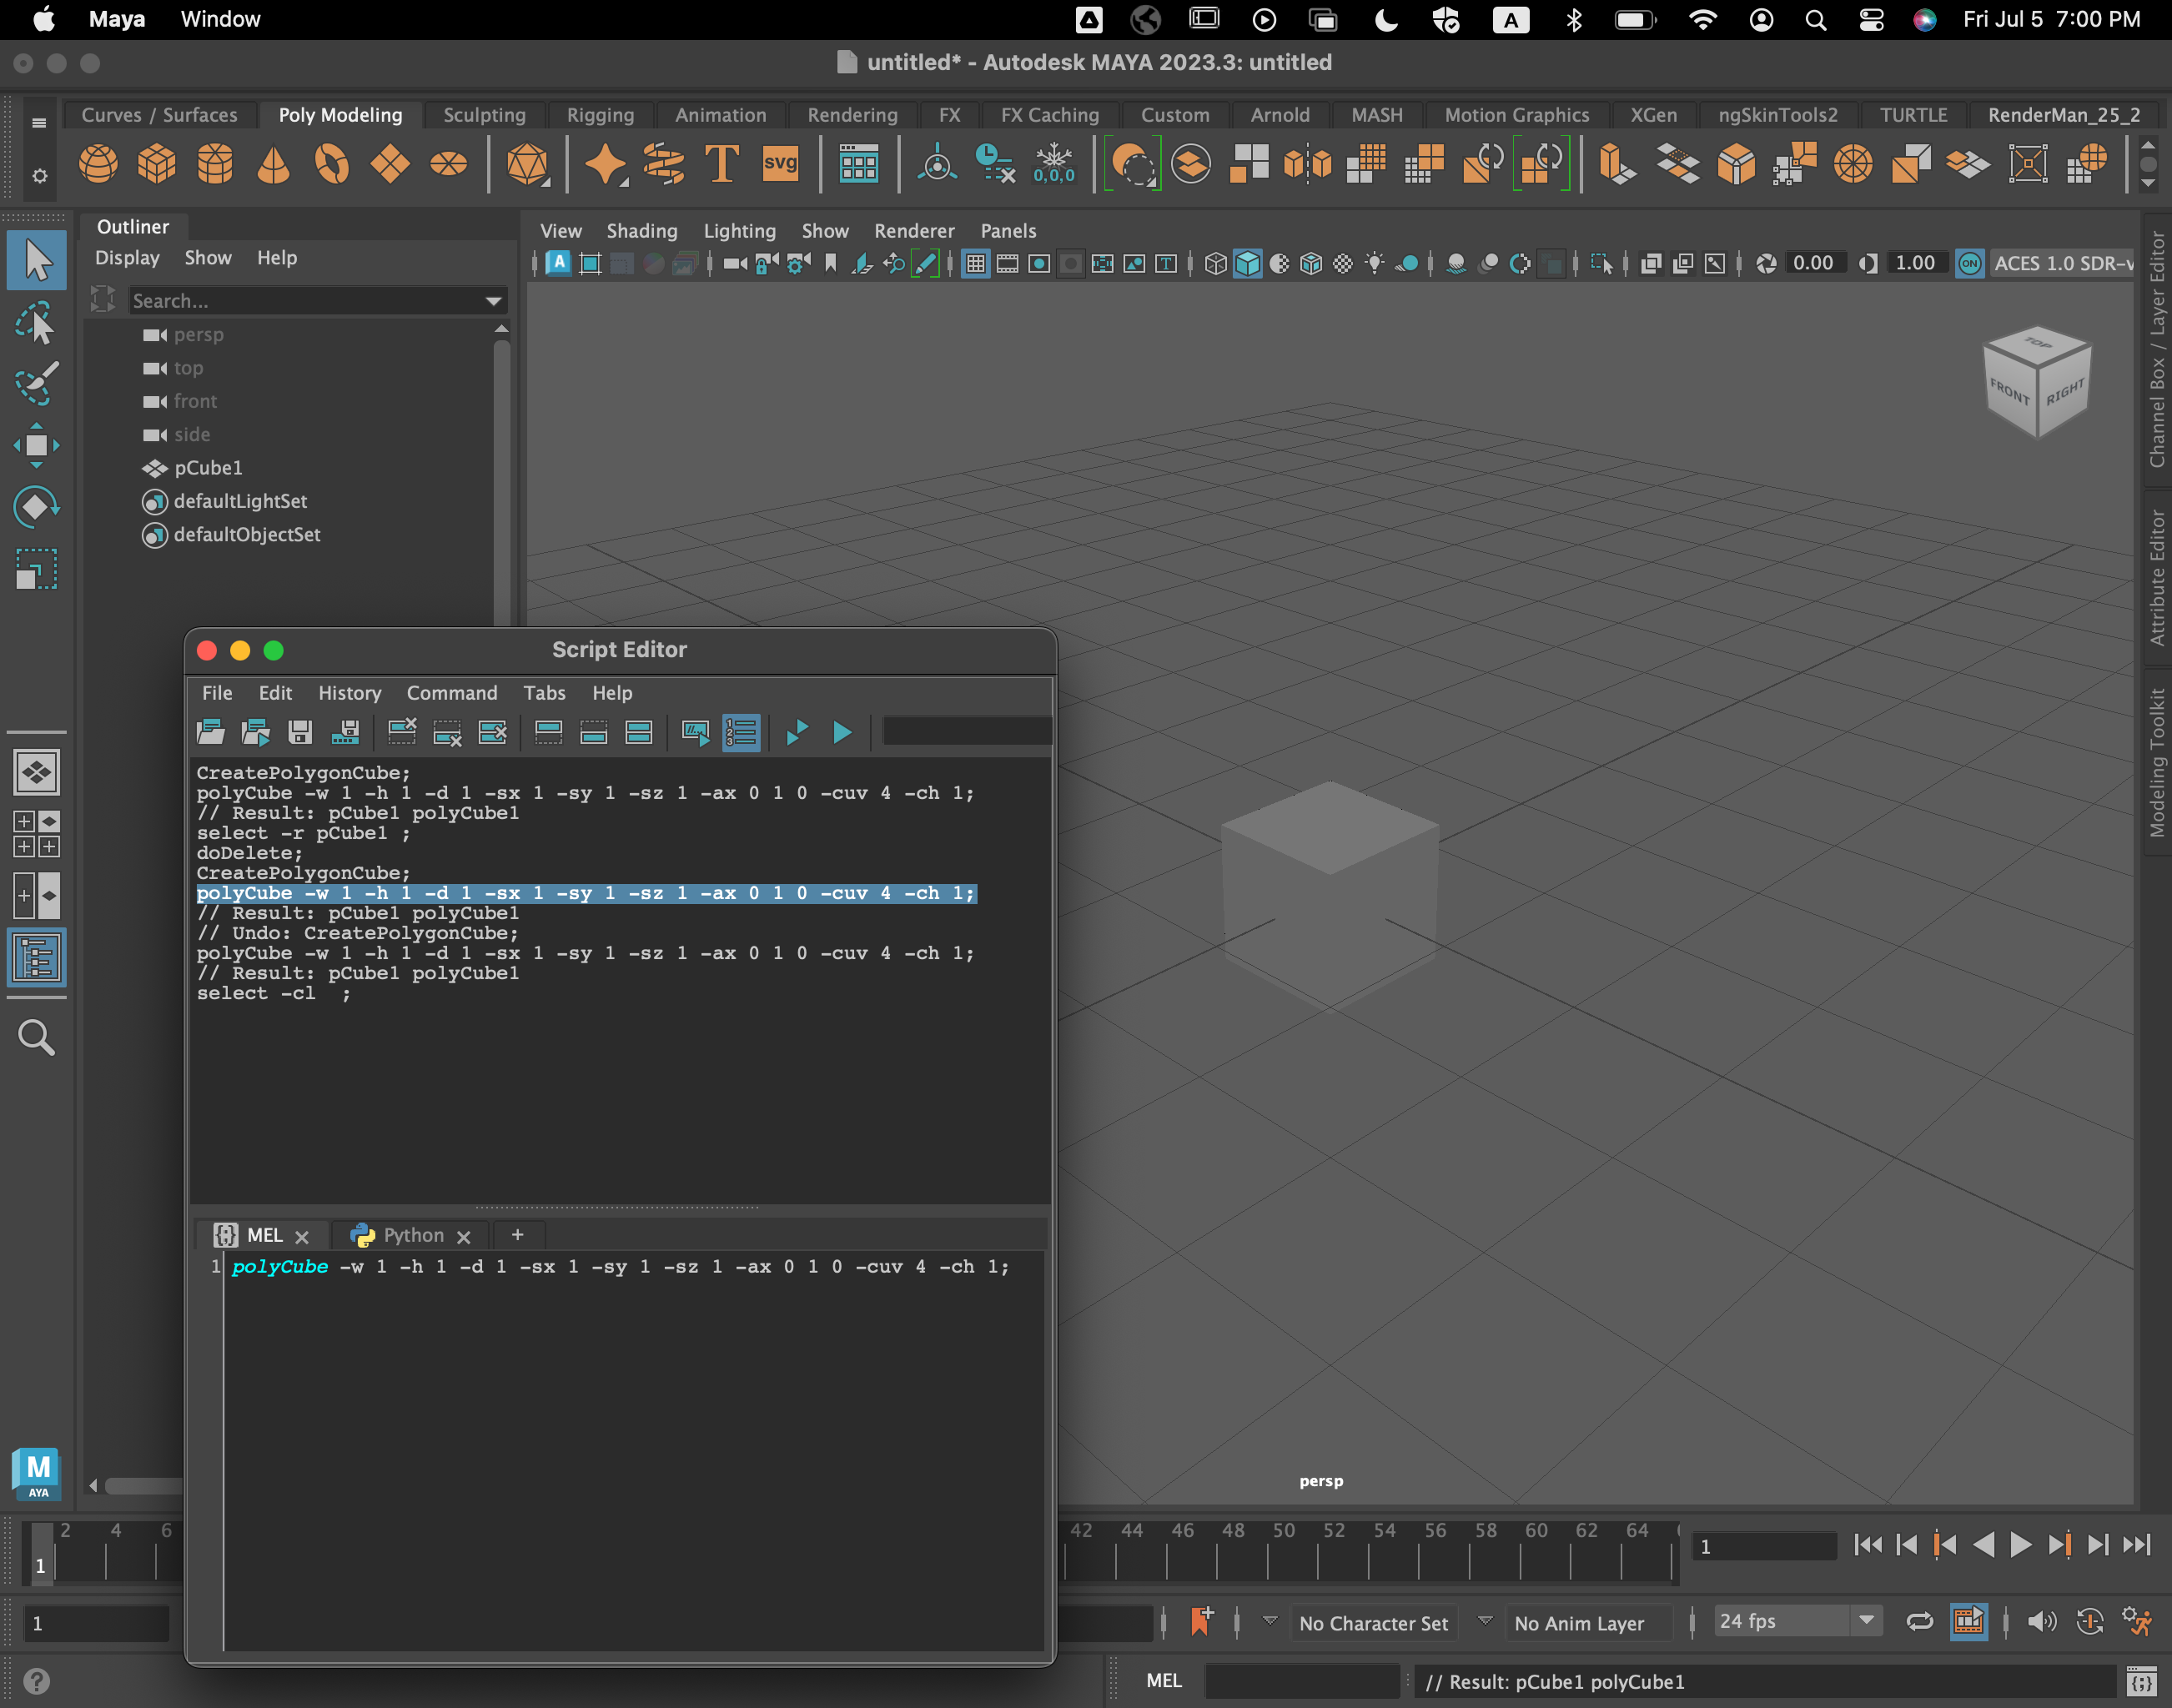 Maya Window A Fri Jul 5 7:00 PM
untitled* - Autodesk MAYA 2023.3: untitled
Curves / Surfaces Poly Modeling Sculpting Rigging Animation Rendering FX FX Caching Custom Arnold MASH Motion Graphics XGen ngSkinTools2 TURTLE RenderMan_25_2
T svg 0,0,0
Outliner
Display Show Help
Search...
persp
top
front
side
pCube1
defaultLightSet
defaultObjectSet
View Shading Lighting Show Renderer Panels
A T 0.00 1.00 ON ACES 1.0 SDR-v
TOP
FRONT RIGHT
Channel Box / Layer Editor
Attribute Editor
Modeling Toolkit
Script Editor
File Edit History Command Tabs Help
CreatePolygonCube;
polyCube -w 1 -h 1 -d 1 -sx 1 -sy 1 -sz 1 -ax 0 1 0 -cuv 4 -ch 1;
// Result: pCube1 polyCube1
select -r pCube1 ;
doDelete;
CreatePolygonCube;
polyCube -w 1 -h 1 -d 1 -sx 1 -sy 1 -sz 1 -ax 0 1 0 -cuv 4 -ch 1;
// Result: pCube1 polyCube1
// Undo: CreatePolygonCube;
polyCube -w 1 -h 1 -d 1 -sx 1 -sy 1 -sz 1 -ax 0 1 0 -cuv 4 -ch 1;
// Result: pCube1 polyCube1
select -cl  ;
MEL Python +
1 polyCube -w 1 -h 1 -d 1 -sx 1 -sy 1 -sz 1 -ax 0 1 0 -cuv 4 -ch 1;
persp
M
AYA
2 4 6 42 44 46 48 50 52 54 56 58 60 62 64
1
1
1 No Character Set No Anim Layer 24 fps
MEL // Result: pCube1 polyCube1